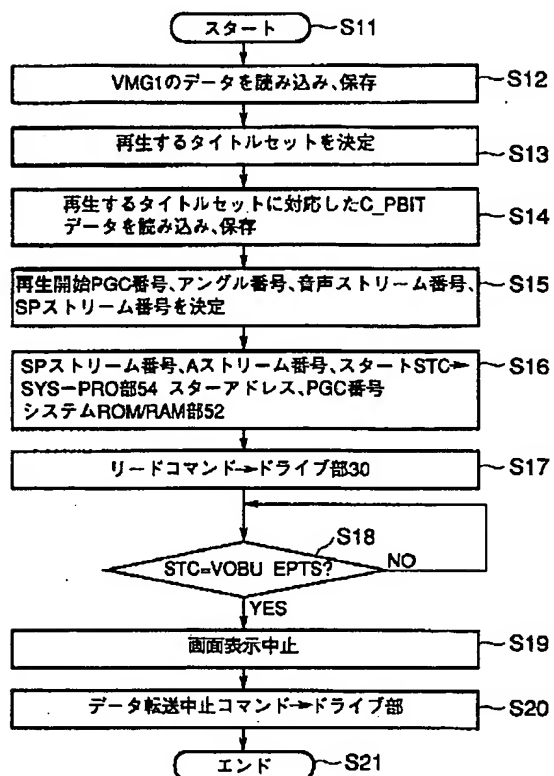 スタート S11
VMG1のデータを読み込み、保存 S12
再生するタイトルセットを決定 S13
再生するタイトルセットに対応したC_PBIT S14
データを読み込み、保存
再生開始PGC番号、アングル番号、音声ストリーム番号、 S15
SPストリーム番号を決定
SPストリーム番号、Aストリーム番号、スタートSTC→ S16
SYS－PRO部54 スターアドレス、PGC番号
システムROM/RAM部52
リードコマンド→ドライブ部30 S17
S18
STC=VOBU EPTS? NO
YES
画面表示中止 S19
データ転送中止コマンド→ドライブ部 S20
エンド S21